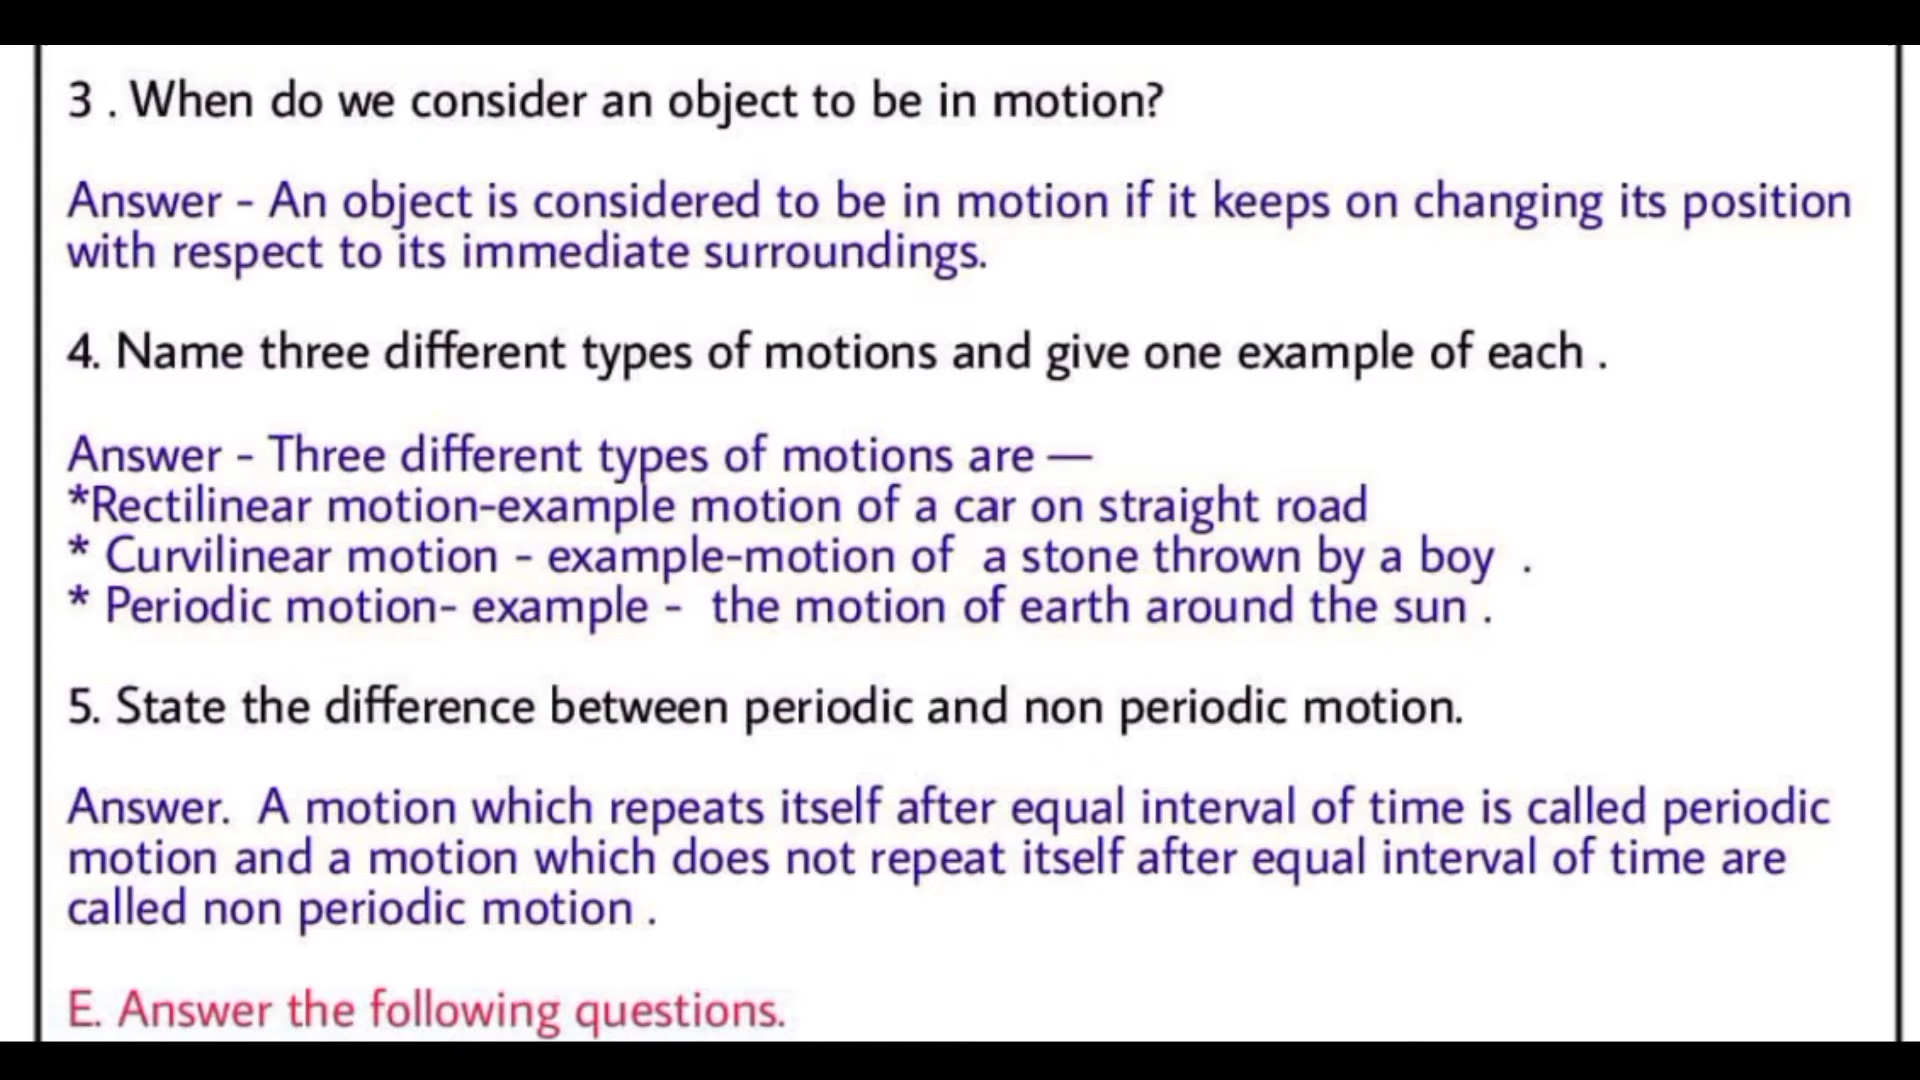 3 . When do we consider an object to be in motion?
Answer - An object is considered to be in motion if it keeps on changing its position
with respect to its immediate surroundings.
4. Name three different types of motions and give one example of each .
Answer - Three different types of motions are —
*Rectilinear motion-example motion of a car on straight road
* Curvilinear motion - example-motion of  a stone thrown by a boy  .
* Periodic motion- example -  the motion of earth around the sun .
5. State the difference between periodic and non periodic motion.
Answer.  A motion which repeats itself after equal interval of time is called periodic
motion and a motion which does not repeat itself after equal interval of time are
called non periodic motion .
E. Answer the following questions.